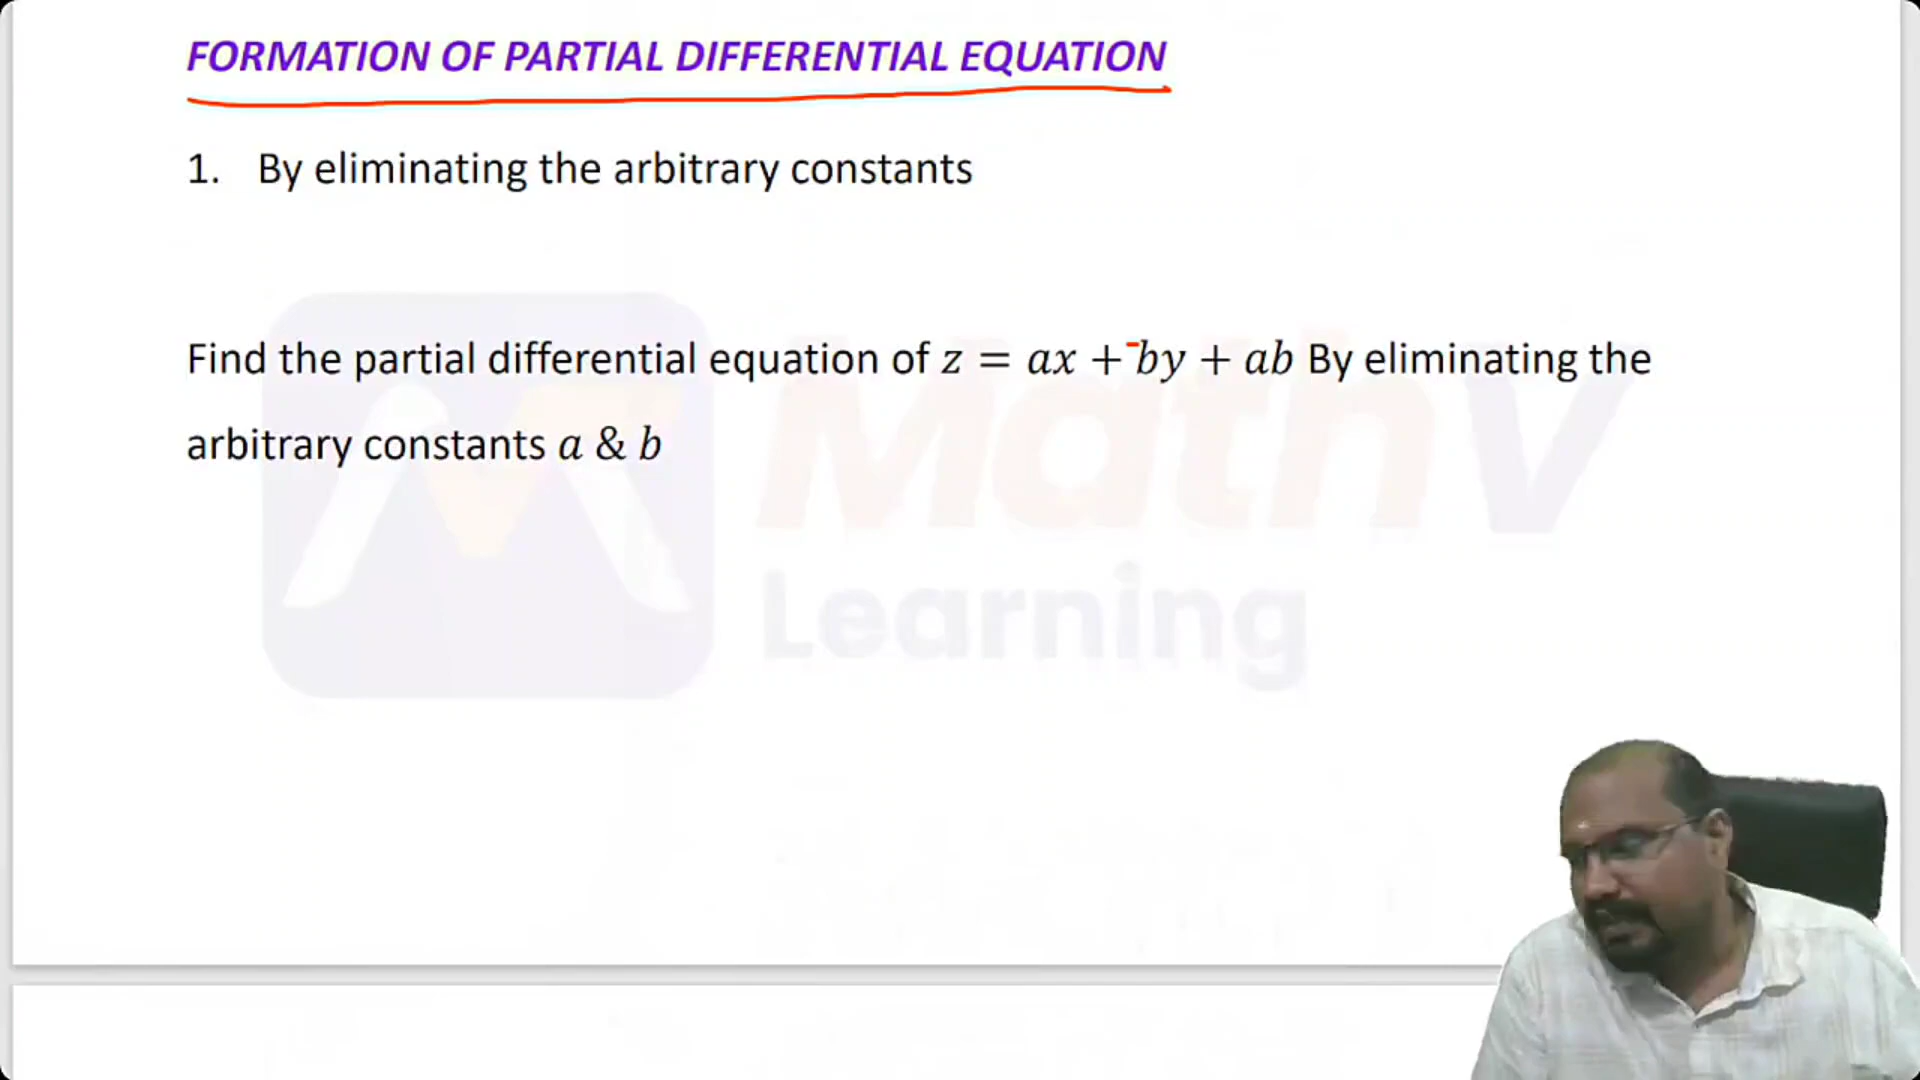 FORMATION OF PARTIAL DIFFERENTIAL EQUATION
1. By eliminating the arbitrary constants
Find the partial differential equation of z = ax + by + ab By eliminating the
arbitrary constants a & b
MathV
Learning